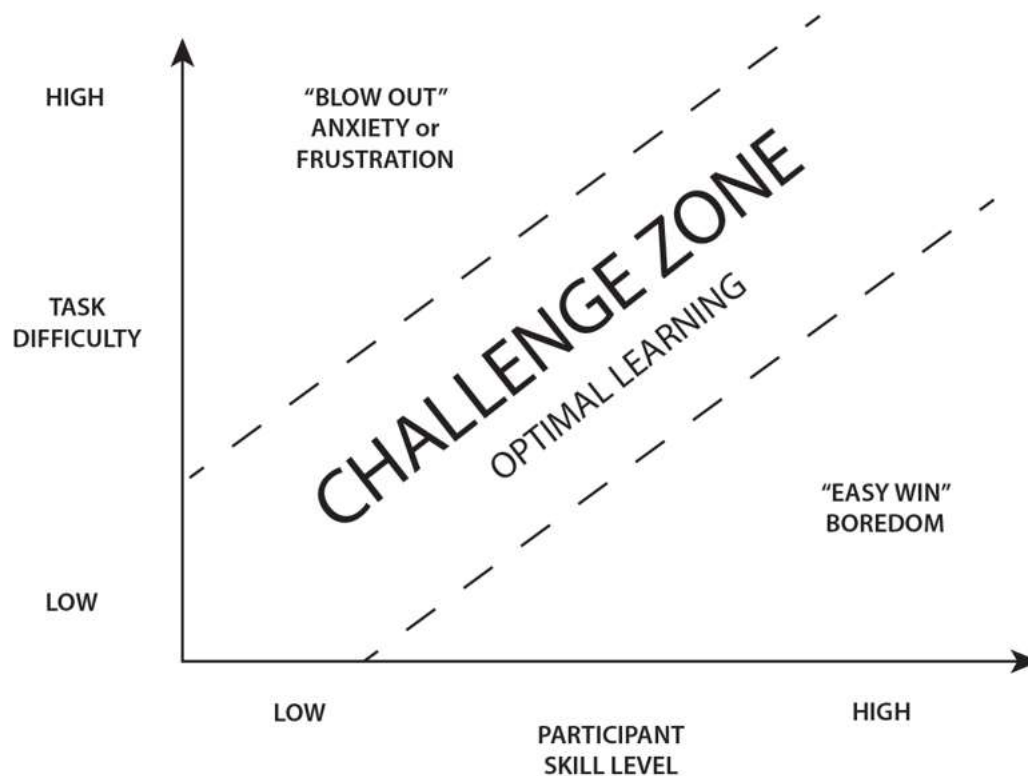 HIGH
“BLOW OUT”
ANXIETY or
FRUSTRATION
CHALLENGE ZONE
OPTIMAL LEARNING
TASK
DIFFICULTY
“EASY WIN”
BOREDOM
LOW
LOW
HIGH
PARTICIPANT
SKILL LEVEL